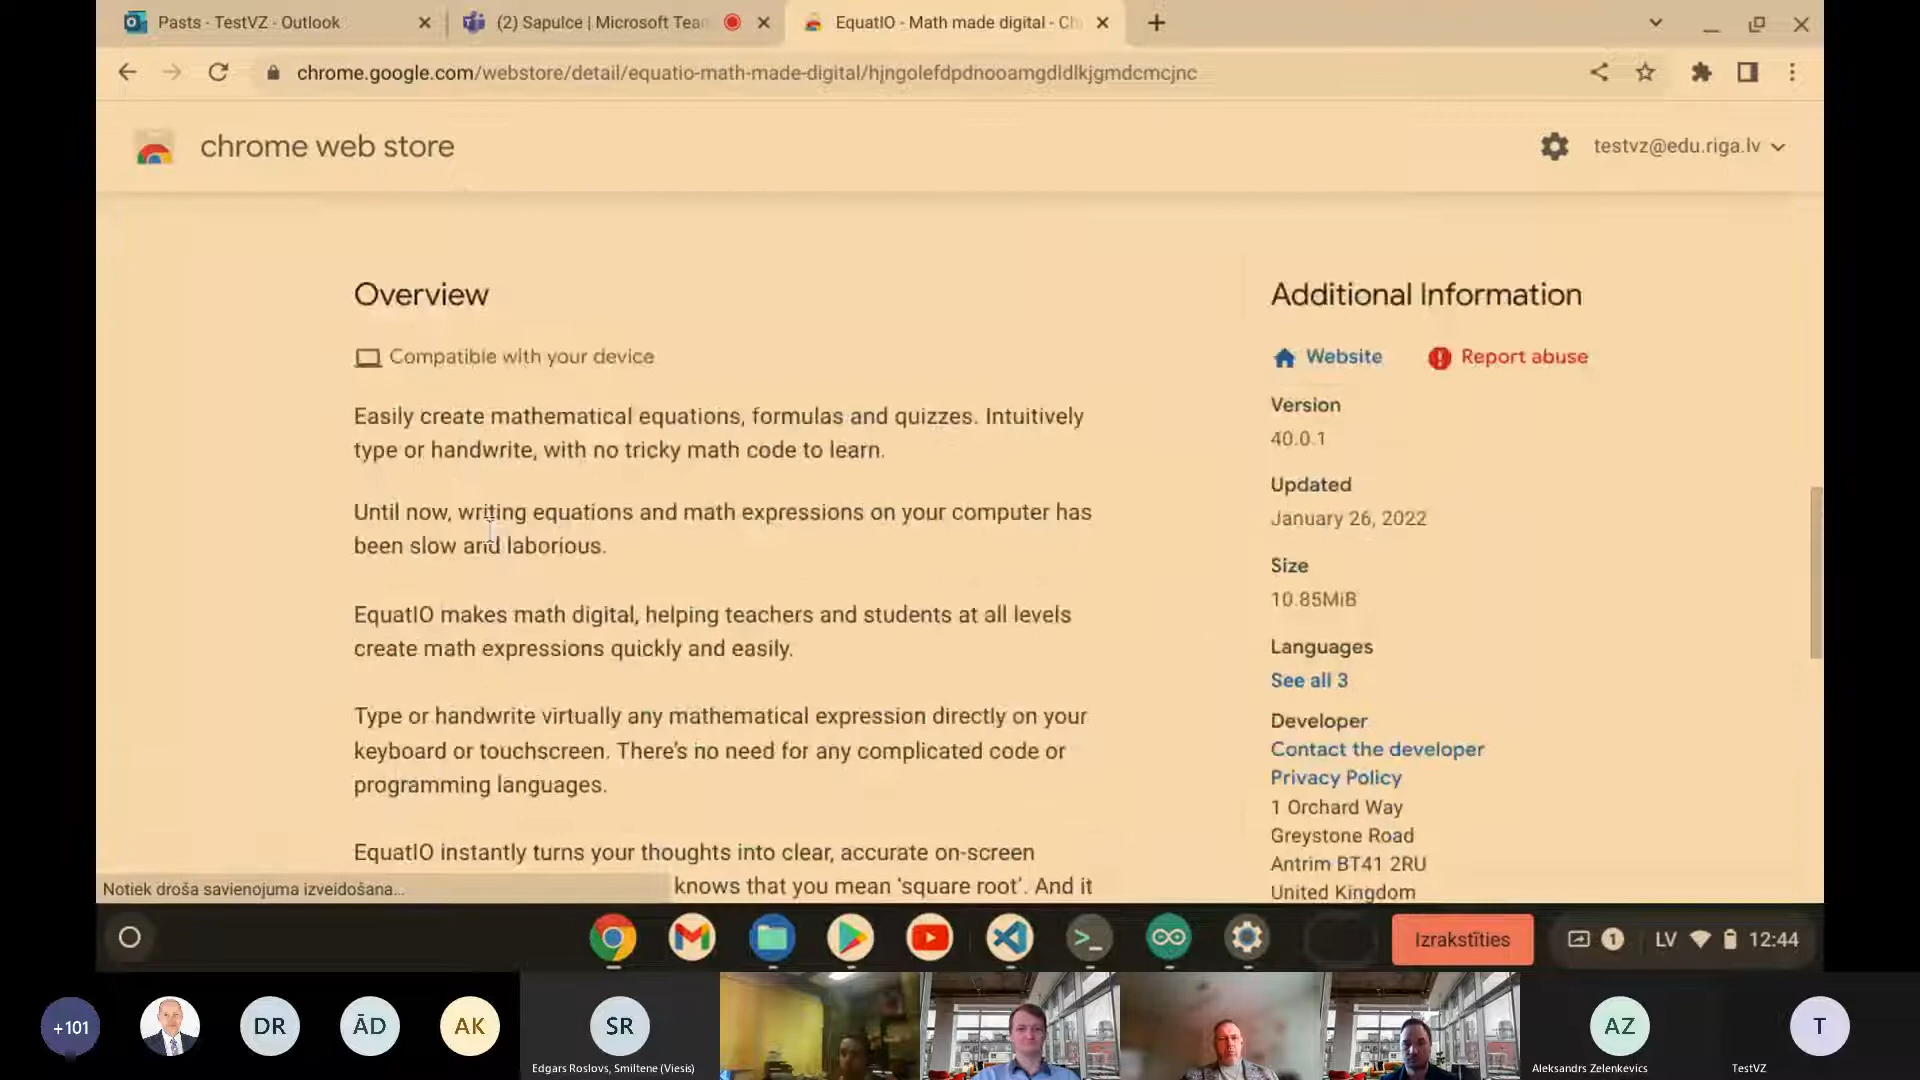 Pasts - TestVZ - Outlook
(2) Sapulce | Microsoft Tea
EquatIO - Math made digital - Ch
chrome.google.com/webstore/detail/equatio-math-made-digital/hjngolefdpdnooamgdldlkjgmdcmcjnc
chrome web store
testvz@edu.riga.lv
Overview
Compatible with your device
Easily create mathematical equations, formulas and quizzes. Intuitively
type or handwrite, with no tricky math code to learn.
Until now, writing equations and math expressions on your computer has
been slow and laborious.
EquatIO makes math digital, helping teachers and students at all levels
create math expressions quickly and easily.
Type or handwrite virtually any mathematical expression directly on your
keyboard or touchscreen. There's no need for any complicated code or
programming languages.
EquatIO instantly turns your thoughts into clear, accurate on-screen
knows that you mean 'square root'. And it
Additional Information
Website
Report abuse
Version
40.0.1
Updated
January 26, 2022
Size
10.85MiB
Languages
See all 3
Developer
Contact the developer
Privacy Policy
1 Orchard Way
Greystone Road
Antrim BT41 2RU
United Kingdom
Notiek droša savienojuma izveidošana...
Izrakstīties
1
LV
12:44
+101
DR
ĀD
AK
SR
Edgars Roslovs, Smiltene (Viesis)
AZ
Aleksandrs Zelenkevics
T
TestVZ